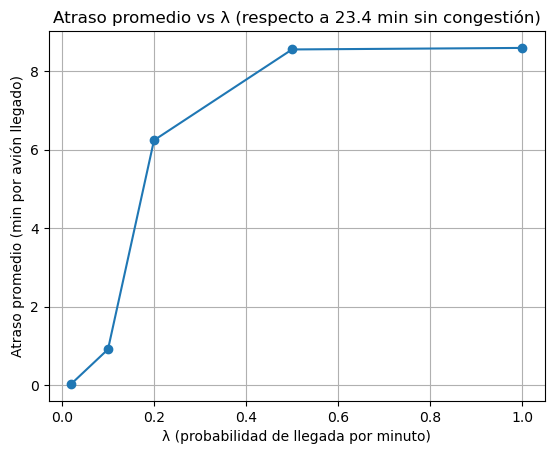 Atraso promedio vs λ (respecto a 23.4 min sin congestión)
Atraso promedio (min por avión llegado)
8
6
4
2
0
0.0 0.2 0.4 0.6 0.8 1.0
λ (probabilidad de llegada por minuto)